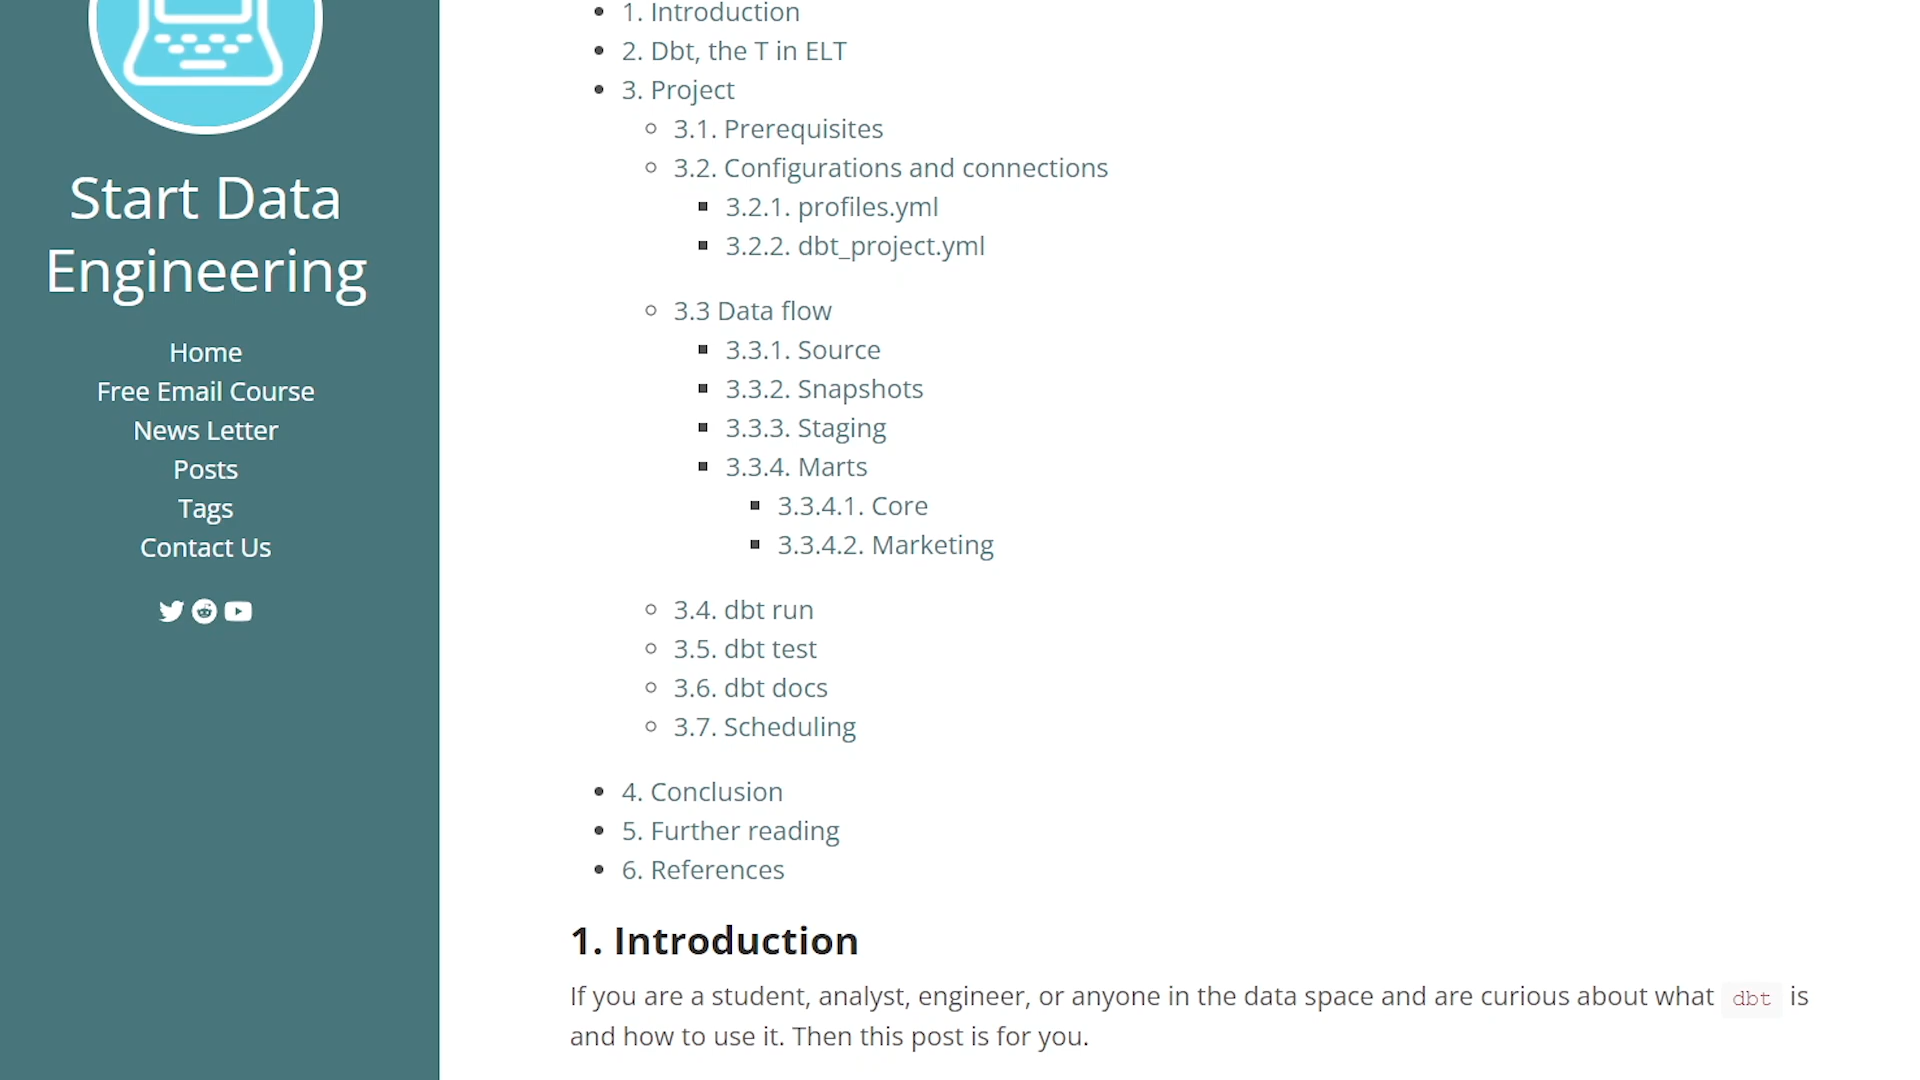 Start Data
Engineering
Home
Free Email Course
News Letter
Posts
Tags
Contact Us
1. Introduction
2. Dbt, the T in ELT
3. Project
3.1. Prerequisites
3.2. Configurations and connections
3.2.1. profiles.yml
3.2.2. dbt_project.yml
3.3 Data flow
3.3.1. Source
3.3.2. Snapshots
3.3.3. Staging
3.3.4. Marts
3.3.4.1. Core
3.3.4.2. Marketing
3.4. dbt run
3.5. dbt test
3.6. dbt docs
3.7. Scheduling
4. Conclusion
5. Further reading
6. References
1. Introduction
If you are a student, analyst, engineer, or anyone in the data space and are curious about what dbt is
and how to use it. Then this post is for you.